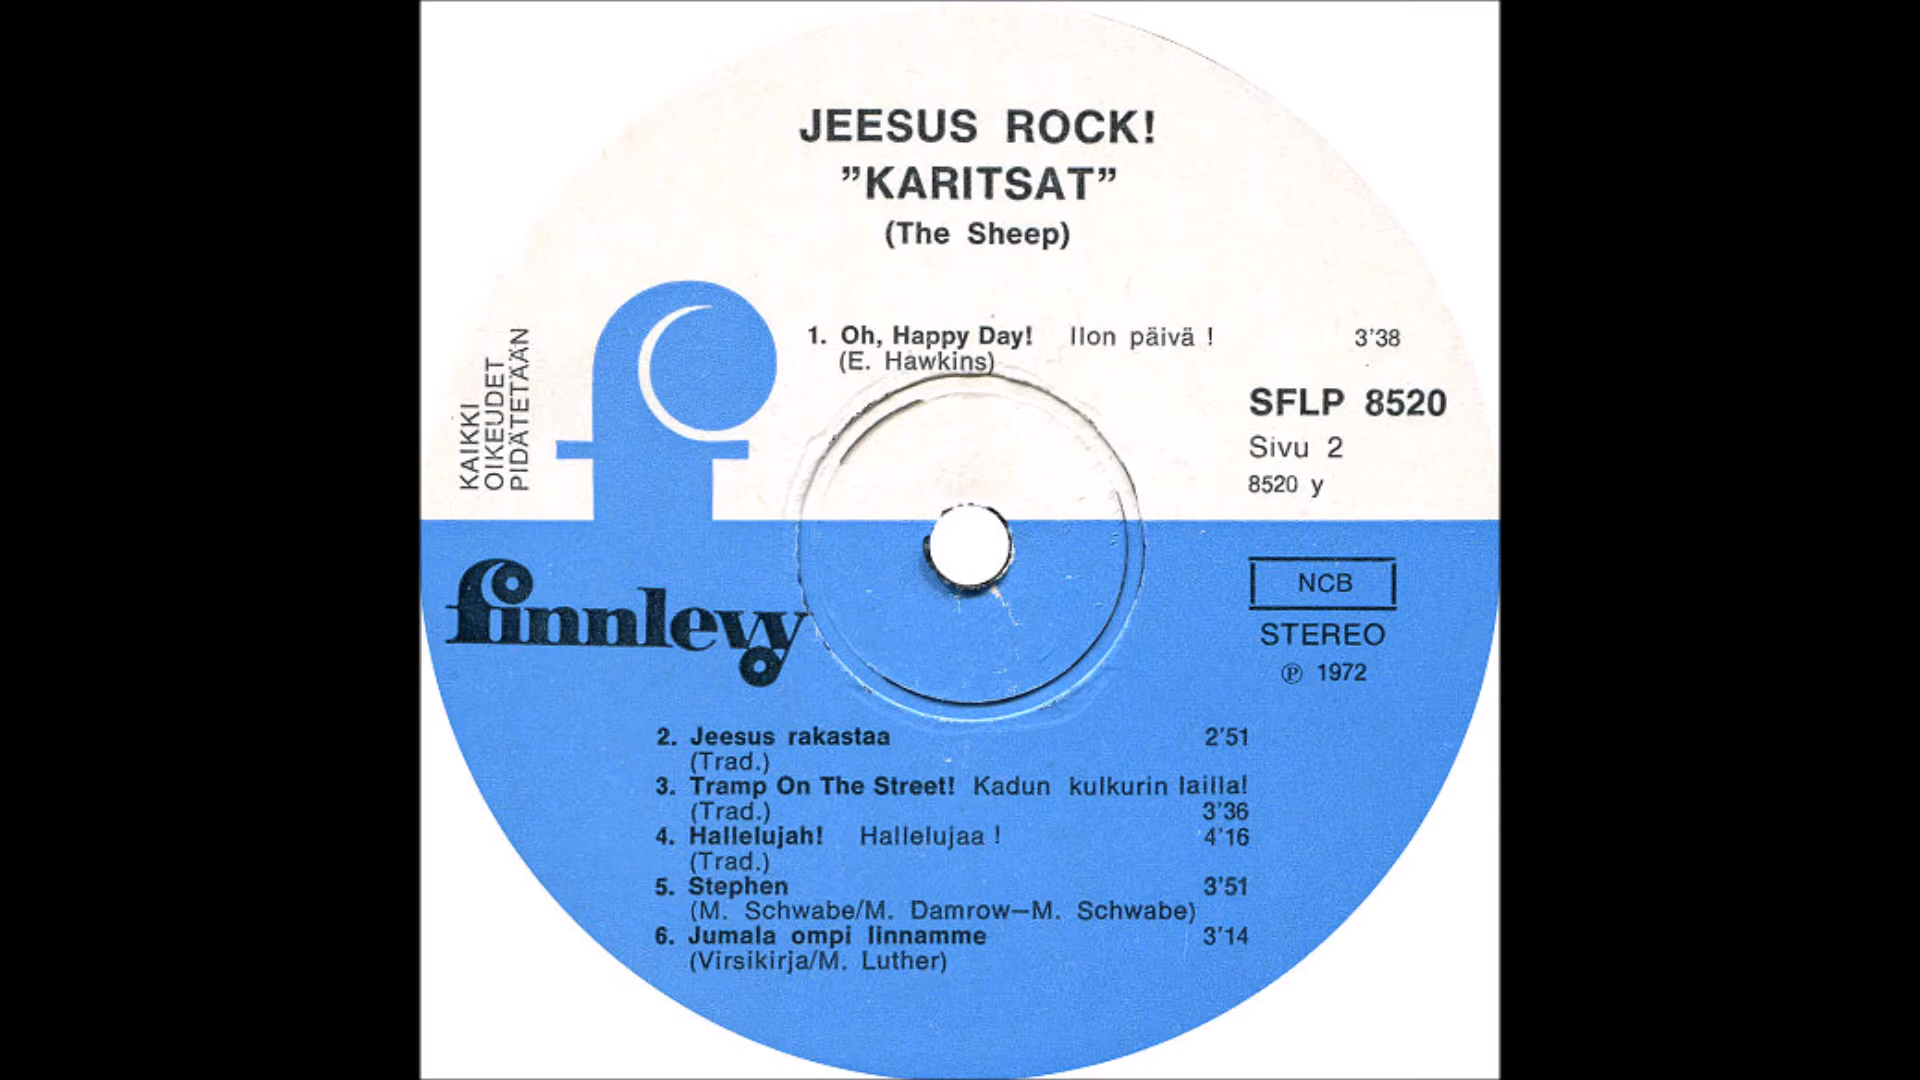 JEESUS ROCK!
”KARITSAT”
(The Sheep)
1. Oh, Happy Day! Ilon päivä ! 3’38
(E. Hawkins)
KAIKKI
OIKEUDET
PIDÄTETÄÄN
SFLP 8520
Sivu 2
8520 y
finnlevy
NCB
STEREO
℗ 1972
2. Jeesus rakastaa 2’51
(Trad.)
3. Tramp On The Street! Kadun kulkurin lailla!
(Trad.) 3’36
4. Hallelujah! Hallelujaa ! 4’16
(Trad.)
5. Stephen 3’51
(M. Schwabe/M. Damrow—M. Schwabe)
6. Jumala ompi linnamme 3’14
(Virsikirja/M. Luther)